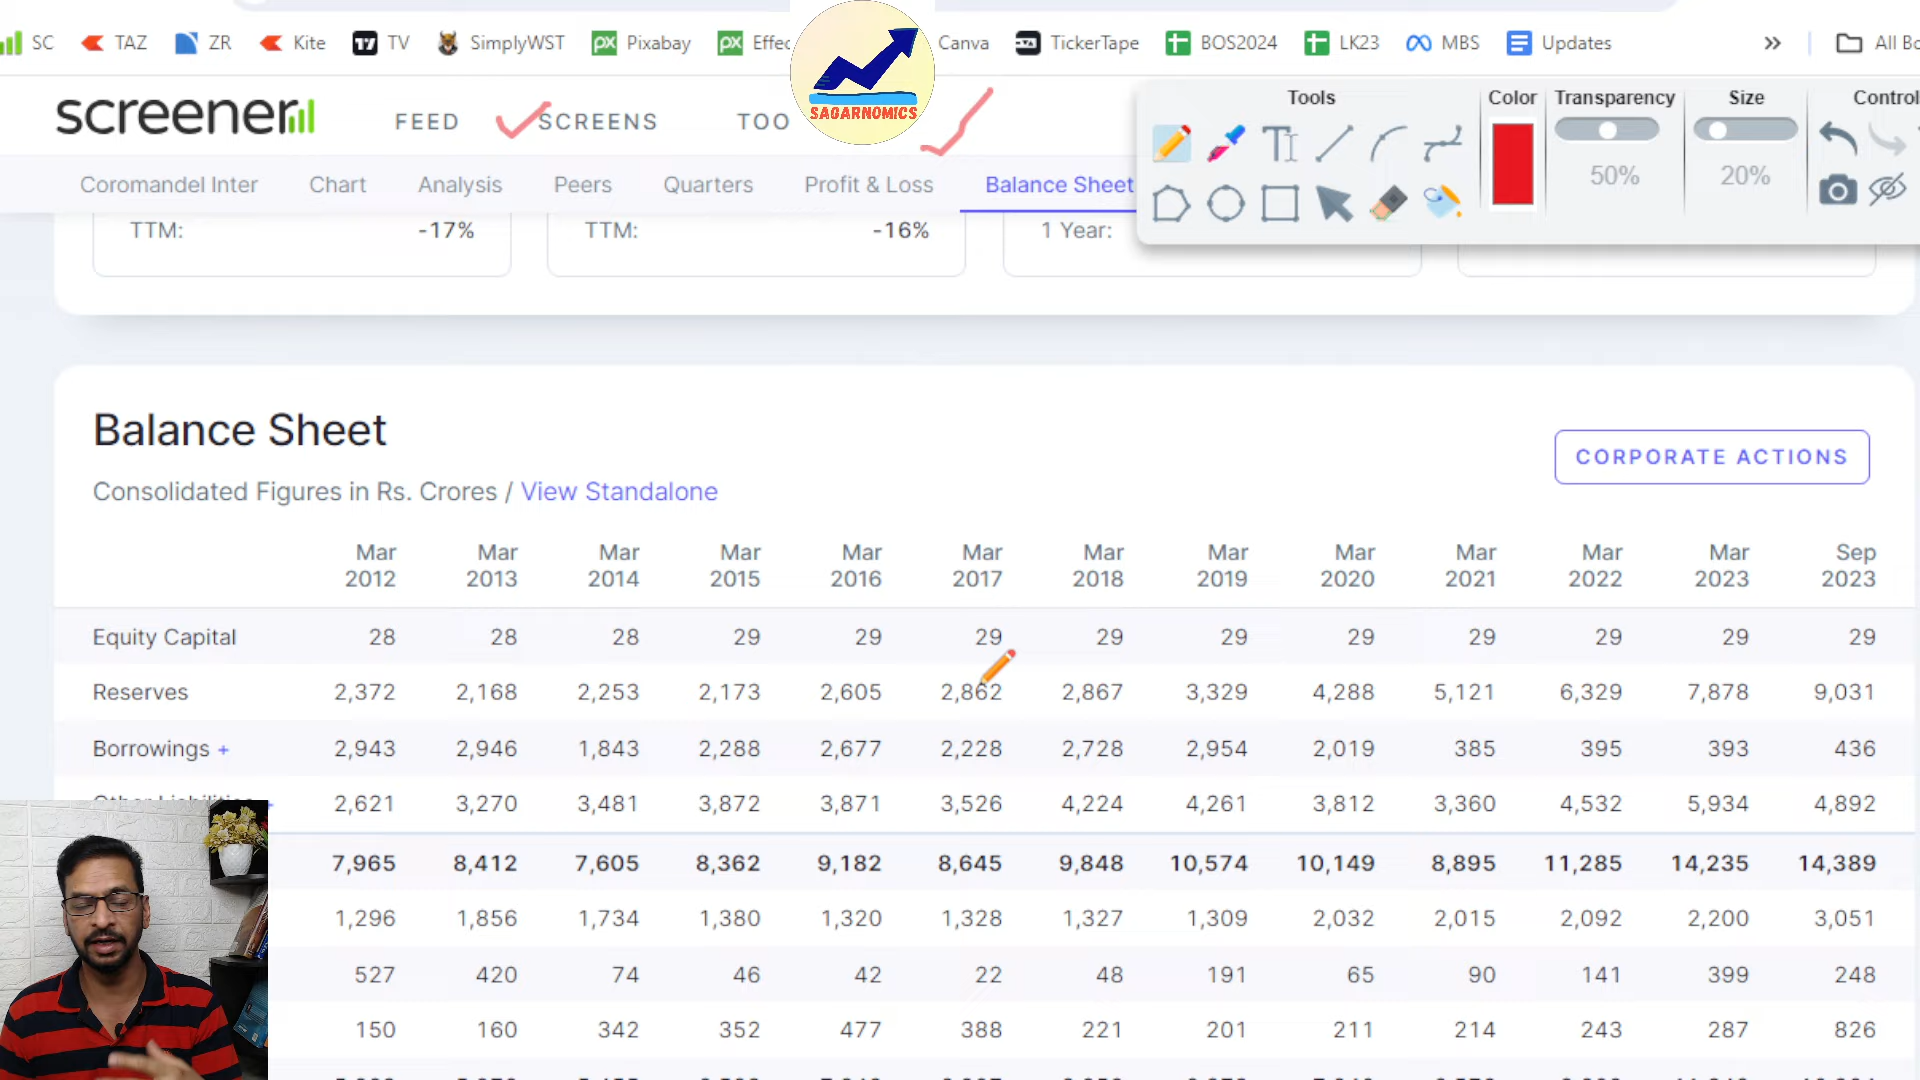 SC TAZ ZR Kite TV SimplyWST Pixabay Effec Canva TickerTape BOS2024 LK23 MBS Updates » All Bo
SAGARNOMICS
screener FEED SCREENS TOO
Tools Color Transparency Size Control
50% 20%
Coromandel Inter Chart Analysis Peers Quarters Profit & Loss Balance Sheet
TTM: -17% TTM: -16% 1 Year:
Balance Sheet
CORPORATE ACTIONS
Consolidated Figures in Rs. Crores / View Standalone
Mar Mar Mar Mar Mar Mar Mar Mar Mar Mar Mar Mar Sep
2012 2013 2014 2015 2016 2017 2018 2019 2020 2021 2022 2023 2023
Equity Capital 28 28 28 29 29 29 29 29 29 29 29 29 29
Reserves 2,372 2,168 2,253 2,173 2,605 2,862 2,867 3,329 4,288 5,121 6,329 7,878 9,031
Borrowings + 2,943 2,946 1,843 2,288 2,677 2,228 2,728 2,954 2,019 385 395 393 436
2,621 3,270 3,481 3,872 3,871 3,526 4,224 4,261 3,812 3,360 4,532 5,934 4,892
7,965 8,412 7,605 8,362 9,182 8,645 9,848 10,574 10,149 8,895 11,285 14,235 14,389
1,296 1,856 1,734 1,380 1,320 1,328 1,327 1,309 2,032 2,015 2,092 2,200 3,051
527 420 74 46 42 22 48 191 65 90 141 399 248
150 160 342 352 477 388 221 201 211 214 243 287 826